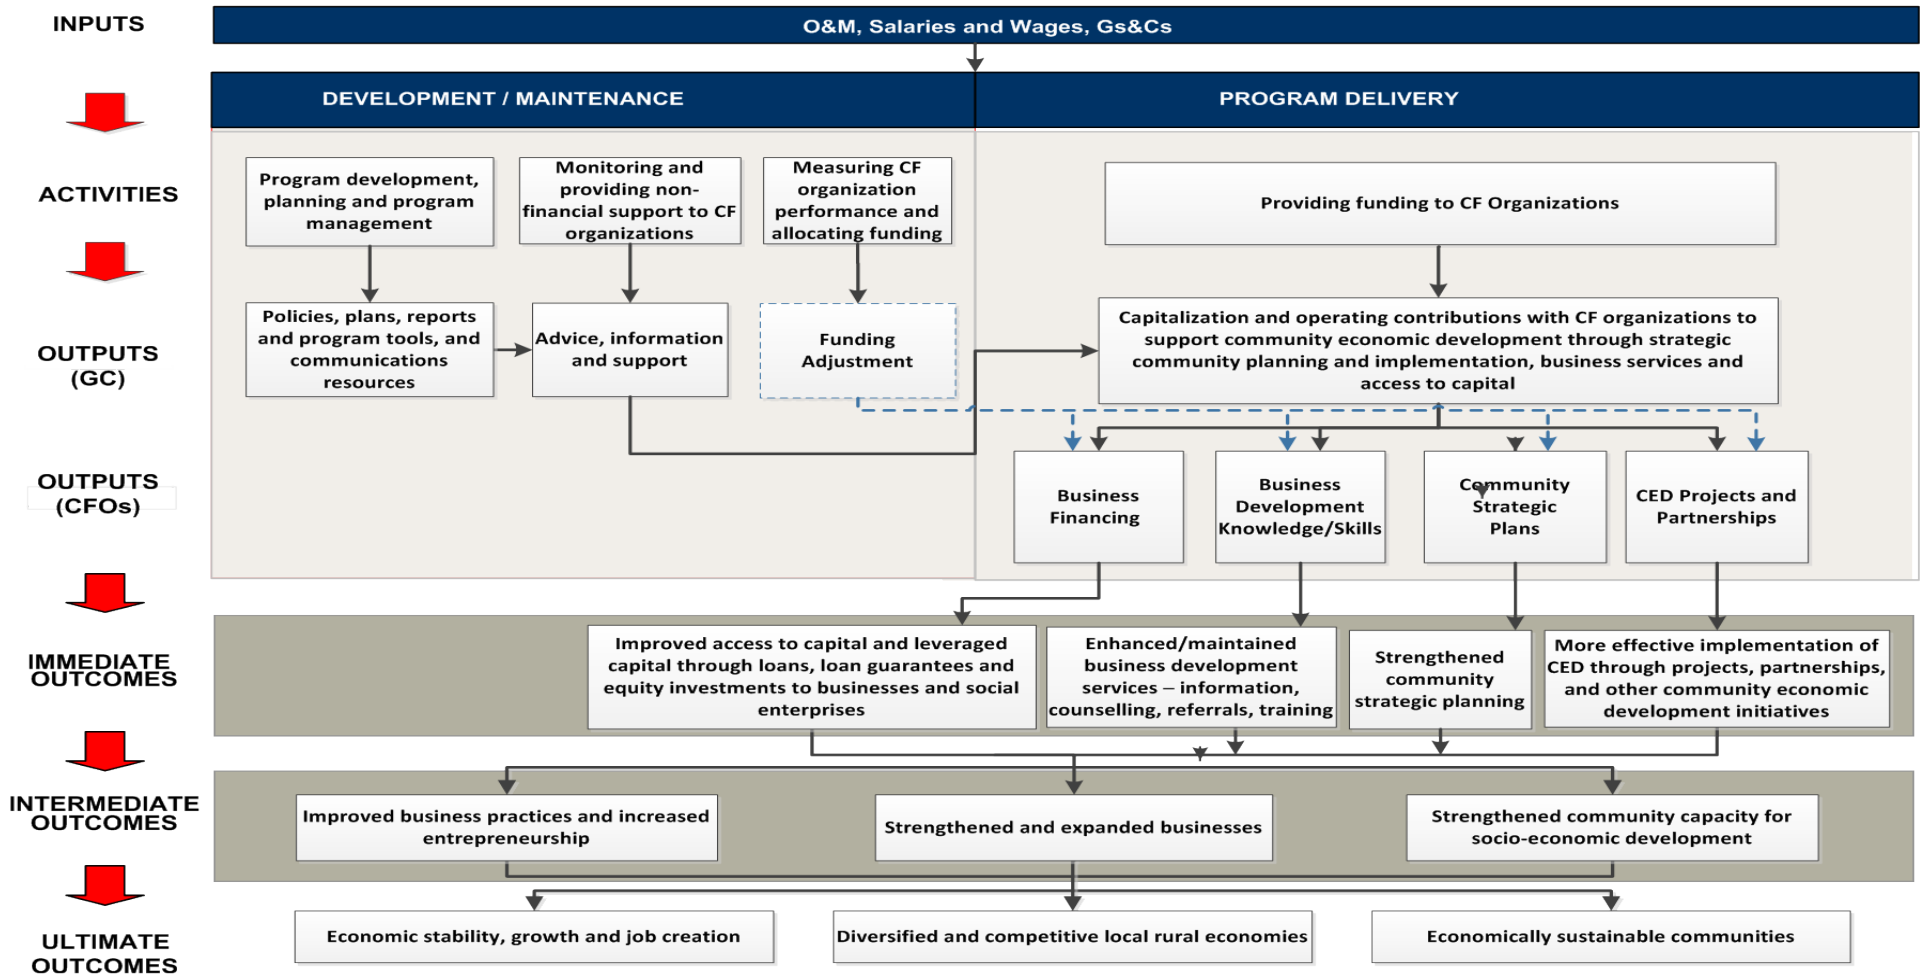 INPUTS
O&M, Salaries and Wages, Gs&Cs
DEVELOPMENT / MAINTENANCE
PROGRAM DELIVERY
ACTIVITIES
Program development,
planning and program
management
Monitoring and
providing non-
financial support to CF
organizations
Measuring CF
organization
performance and
allocating funding
Providing funding to CF Organizations
OUTPUTS
(GC)
Policies, plans, reports
and program tools, and
communications
resources
Advice, information
and support
Funding
Adjustment
Capitalization and operating contributions with CF organizations to
support community economic development through strategic
community planning and implementation, business services and
access to capital
OUTPUTS
(CFOs)
Business
Financing
Business
Development
Knowledge/Skills
Community
Strategic
Plans
CED Projects and
Partnerships
IMMEDIATE
OUTCOMES
Improved access to capital and leveraged
capital through loans, loan guarantees and
equity investments to businesses and social
enterprises
Enhanced/maintained
business development
services – information,
counselling, referrals, training
Strengthened
community
strategic planning
More effective implementation of
CED through projects, partnerships,
and other community economic
development initiatives
INTERMEDIATE
OUTCOMES
Improved business practices and increased
entrepreneurship
Strengthened and expanded businesses
Strengthened community capacity for
socio-economic development
ULTIMATE
OUTCOMES
Economic stability, growth and job creation
Diversified and competitive local rural economies
Economically sustainable communities